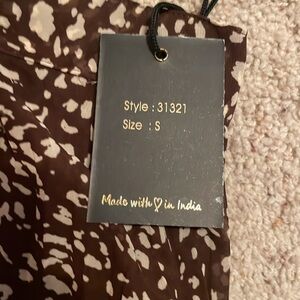 Style : 31321
Size : S
Made with ♡ in India